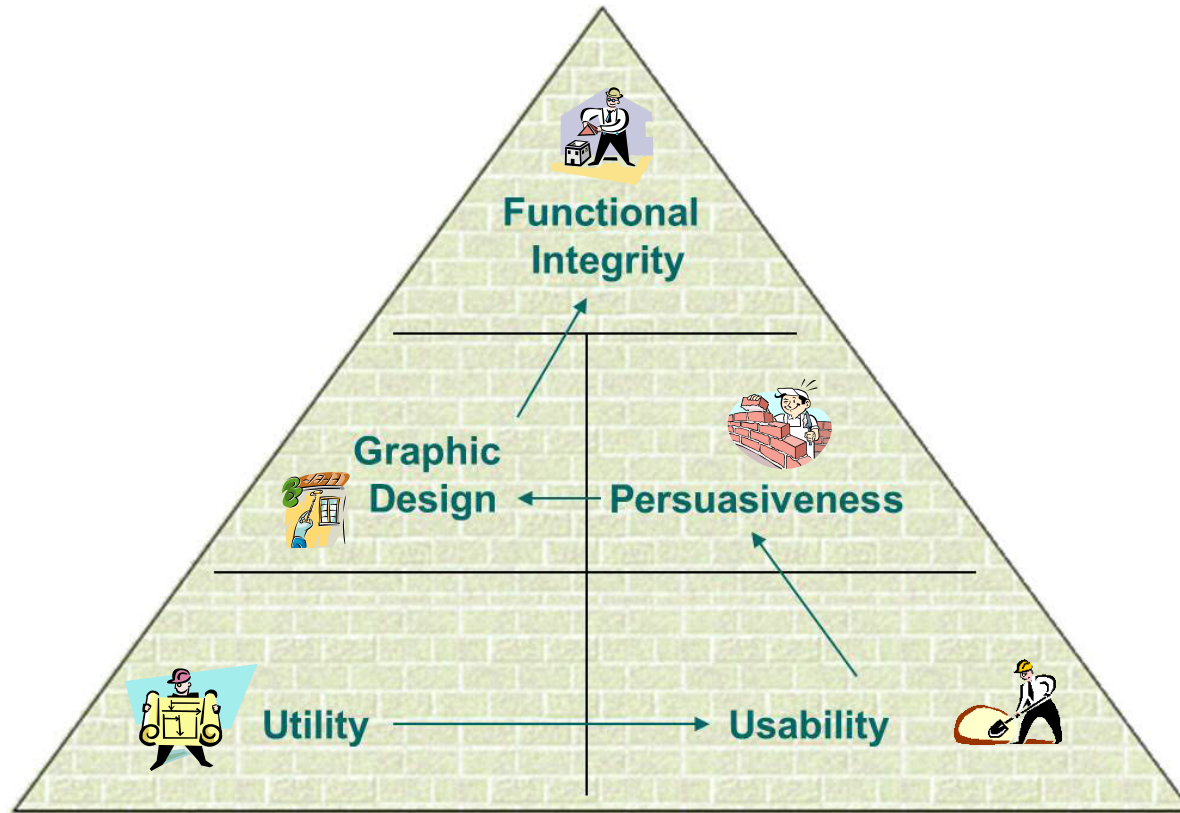 Functional
Integrity
Graphic
Design
Persuasiveness
Utility
Usability